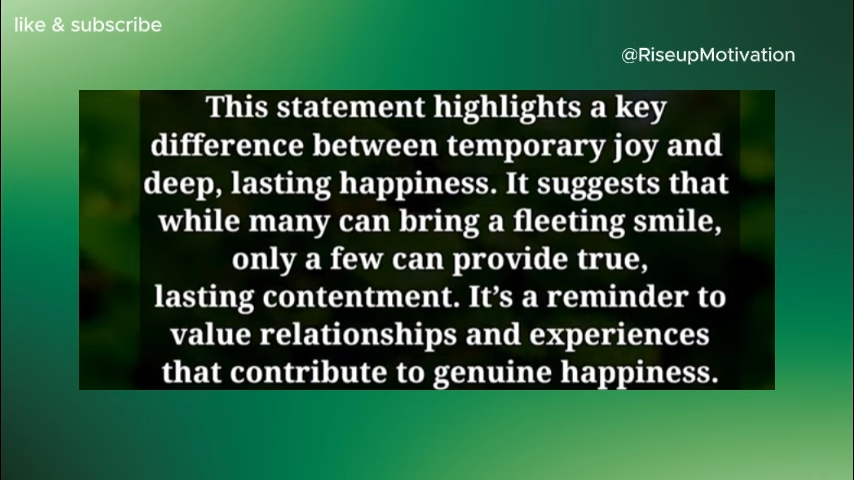 like & subscribe
@RiseupMotivation
This statement highlights a key
difference between temporary joy and
deep, lasting happiness. It suggests that
while many can bring a fleeting smile,
only a few can provide true,
lasting contentment. It’s a reminder to
value relationships and experiences
that contribute to genuine happiness.